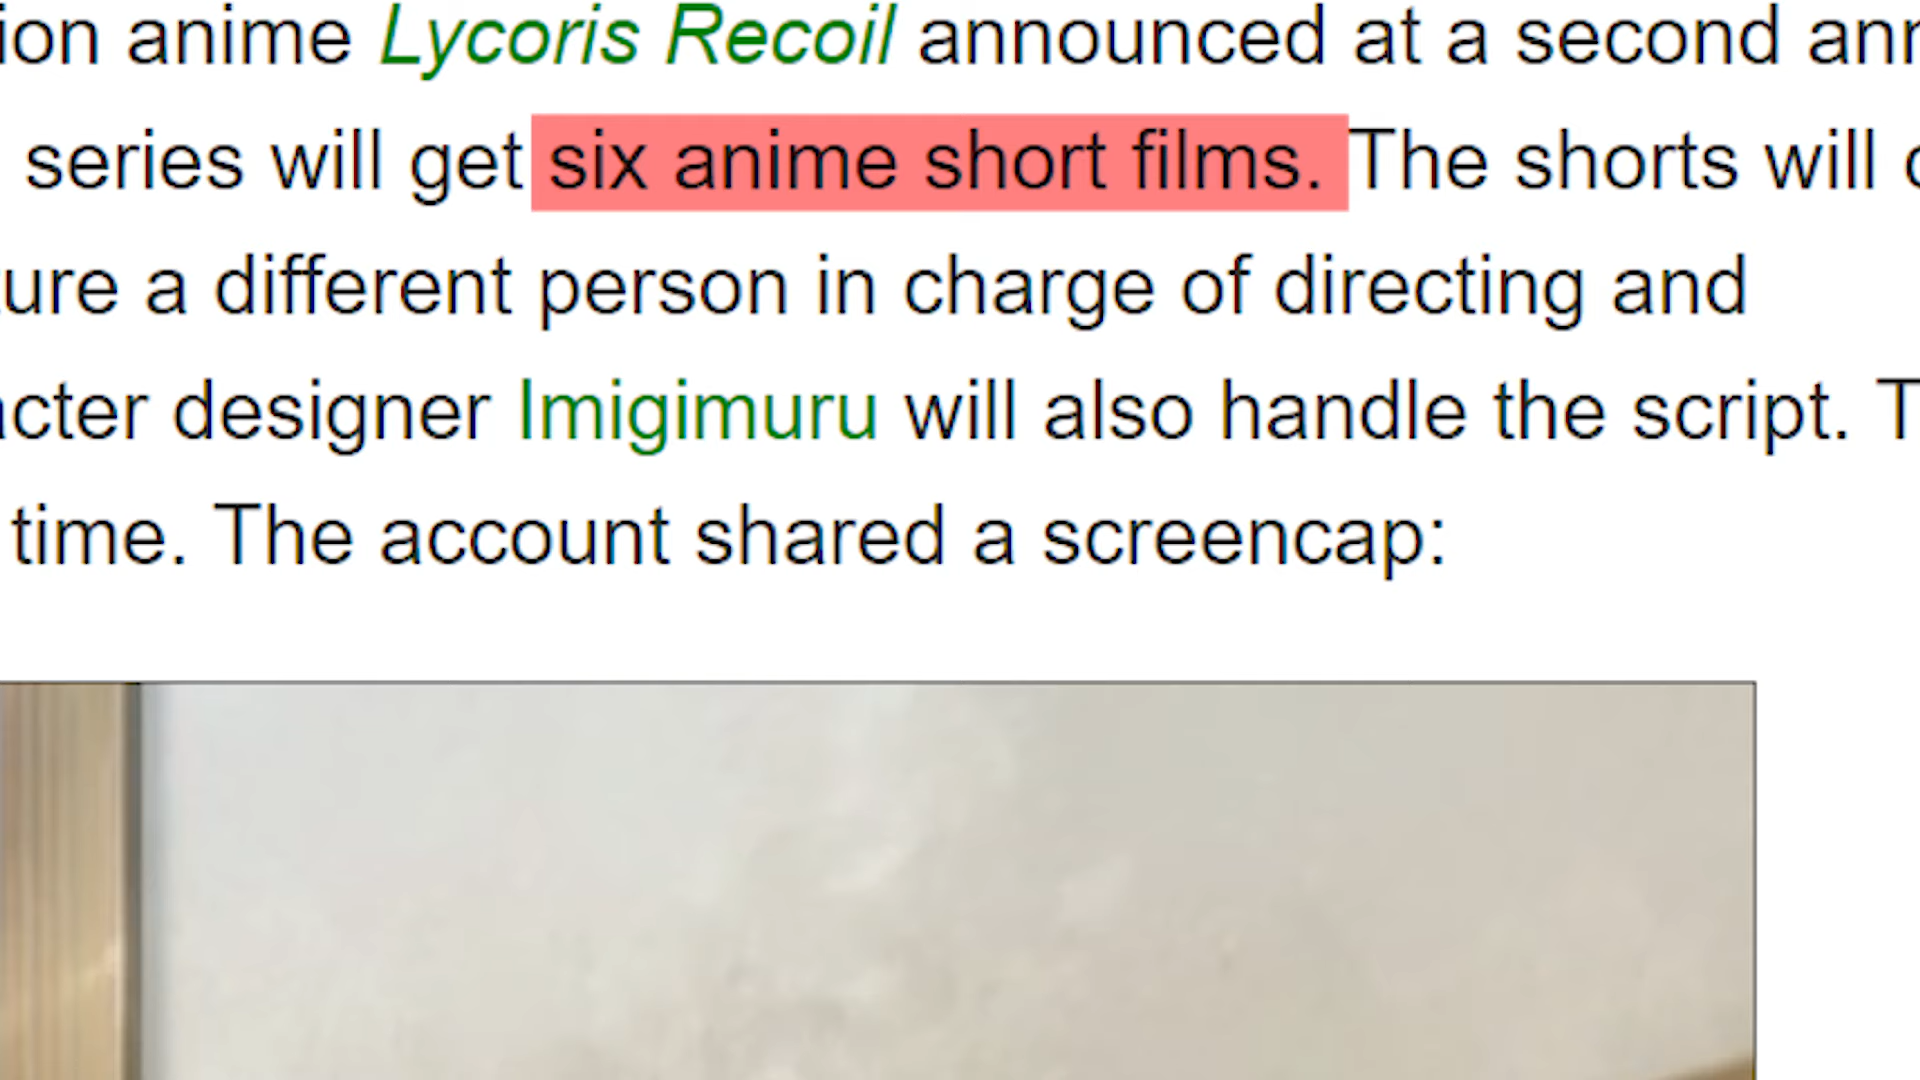 ion anime Lycoris Recoil announced at a second ann
series will get six anime short films. The shorts will
ure a different person in charge of directing and
acter designer Imigimuru will also handle the script. T
time. The account shared a screencap: